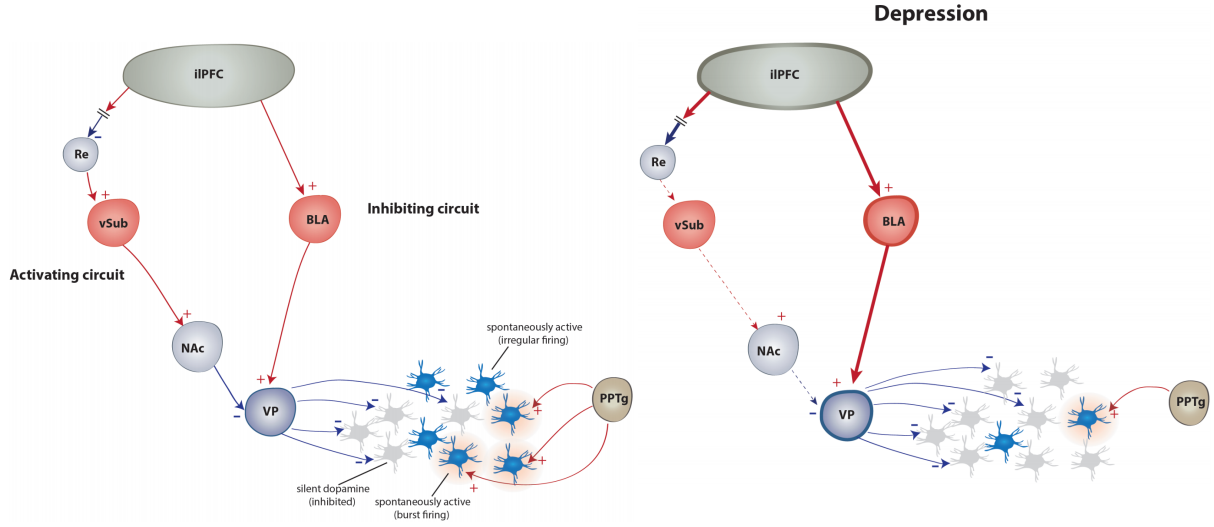 Depression
ilPFC
Re
-
+
vSub
+
BLA
Inhibiting circuit
Activating circuit
+
NAc
+
-
VP
spontaneously active
(irregular firing)
-
-
-
-
+
+
+
PPTg
silent dopamine
(inhibited)
spontaneously active
(burst firing)
ilPFC
Re
+
vSub
BLA
+
NAc
+
-
VP
-
-
-
-
-
+
PPTg